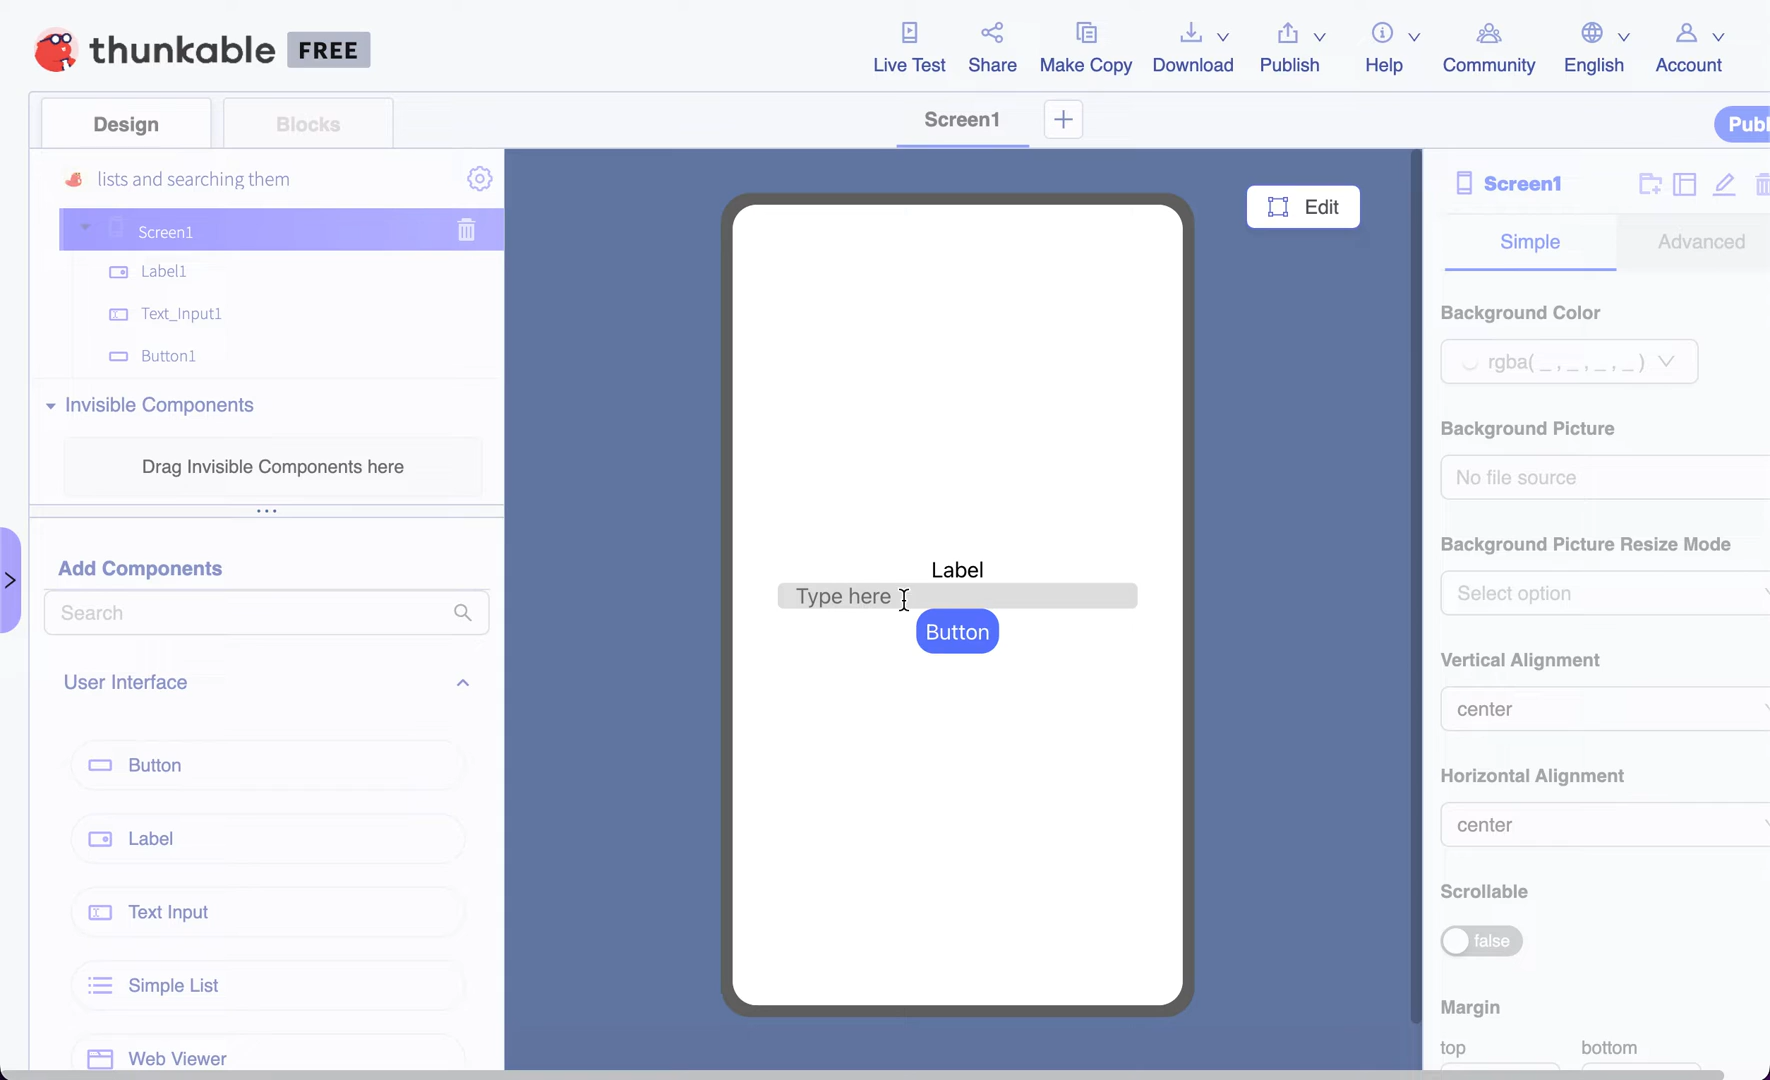 thunkable FREE
Live Test
Share
Make Copy
Download
Publish
Help
Community
English
Account
Design
Blocks
Screen1
lists and searching them
Screen1
Label1
Text_Input1
Button1
Invisible Components
Drag Invisible Components here
Add Components
Search
User Interface
Button
Label
Text Input
Simple List
Web Viewer
Label
Type here
Button
Edit
Publ
Screen1
Simple
Advanced
Background Color
rgba( _ , _ , _ , _ )
Background Picture
No file source
Background Picture Resize Mode
Select option
Vertical Alignment
center
Horizontal Alignment
center
Scrollable
false
Margin
top bottom